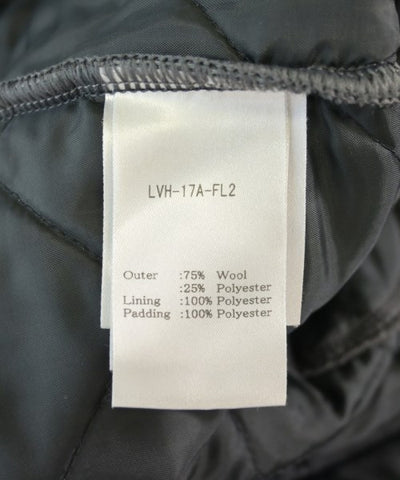 LVH-17A-FL2
Outer :75% Wool
:25% Polyester
Lining :100% Polyester
Padding :100% Polyester